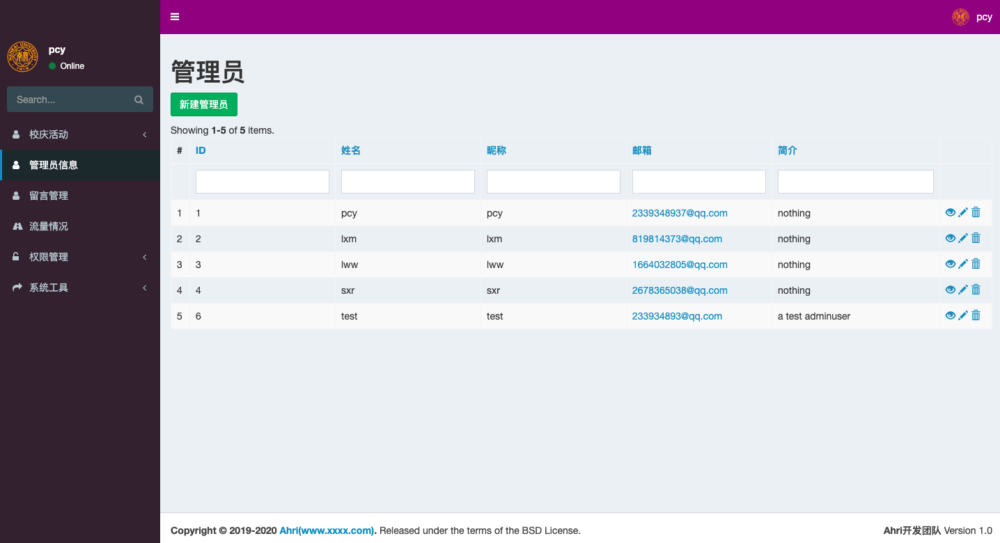 pcy
pcy
Online
Search...
校庆活动
管理员信息
留言管理
流量情况
权限管理
系统工具
管理员
新建管理员
Showing 1-5 of 5 items.
# ID 姓名 昵称 邮箱 简介
1 1 pcy pcy 2339348937@qq.com nothing
2 2 lxm lxm 819814373@qq.com nothing
3 3 lww lww 1664032805@qq.com nothing
4 4 sxr sxr 2678365038@qq.com nothing
5 6 test test 233934893@qq.com a test adminuser
Copyright © 2019-2020 Ahri(www.xxxx.com). Released under the terms of the BSD License.
Ahri开发团队 Version 1.0
NANKAI UNIVERSITY
1919